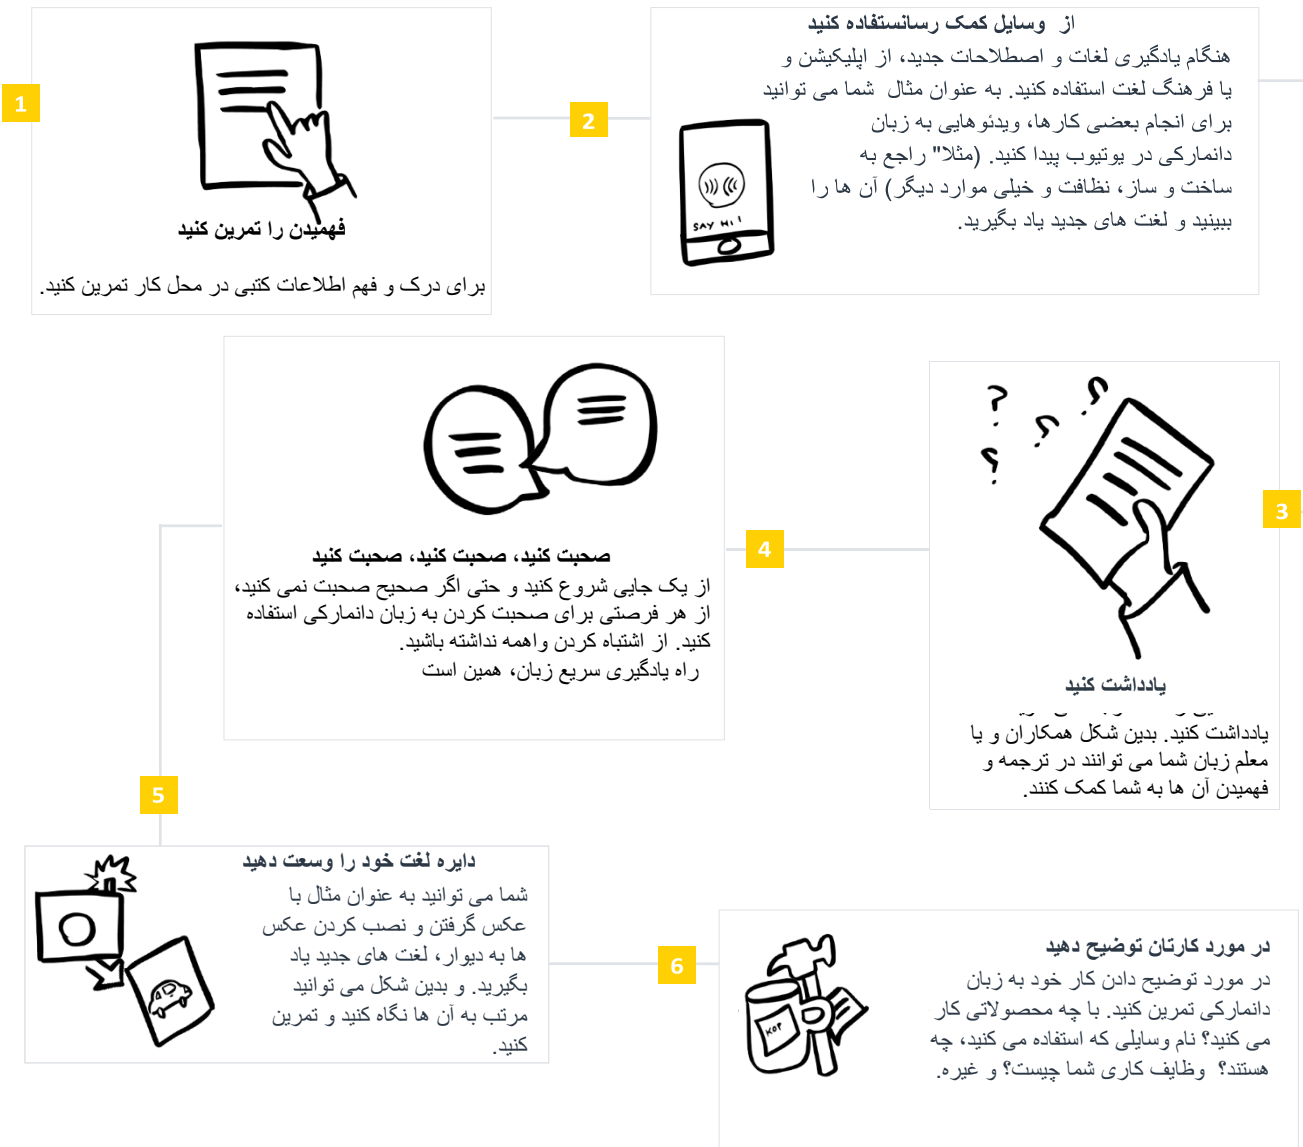 1
فهمیدن را تمرین کنید
برای درک و فهم اطلاعات کتبی در محل کار تمرین کنید.
2
از وسایل کمک رسانستفاده کنید
هنگام یادگیری لغات و اصطلاحات جدید، از اپلیکیشن و
یا فرهنگ لغت استفاده کنید. به عنوان مثال شما می توانید
برای انجام بعضی کارها، ویدئوهایی به زبان
دانمارکی در یوتیوب پیدا کنید. (مثلا" راجع به
ساخت و ساز، نظافت و خیلی موارد دیگر) آن ها را
ببینید و لغت های جدید یاد بگیرید.
SAY HI!
3
یادداشت کنید
یادداشت کنید. بدین شکل همکاران و یا
معلم زبان شما می توانند در ترجمه و
فهمیدن آن ها به شما کمک کنند.
4
صحبت کنید، صحبت کنید، صحبت کنید
از یک جایی شروع کنید و حتی اگر صحیح صحبت نمی کنید،
از هر فرصتی برای صحبت کردن به زبان دانمارکی استفاده
کنید. از اشتباه کردن واهمه نداشته باشید.
راه یادگیری سریع زبان، همین است
5
دایره لغت خود را وسعت دهید
شما می توانید به عنوان مثال با
عکس گرفتن و نصب کردن عکس
ها به دیوار، لغت های جدید یاد
بگیرید. و بدین شکل می توانید
مرتب به آن ها نگاه کنید و تمرین
کنید.
6
در مورد کارتان توضیح دهید
در مورد توضیح دادن کار خود به زبان
دانمارکی تمرین کنید. با چه محصولاتی کار
می کنید؟ نام وسایلی که استفاده می کنید، چه
هستند؟ وظایف کاری شما چیست؟ و غیره.
KOP